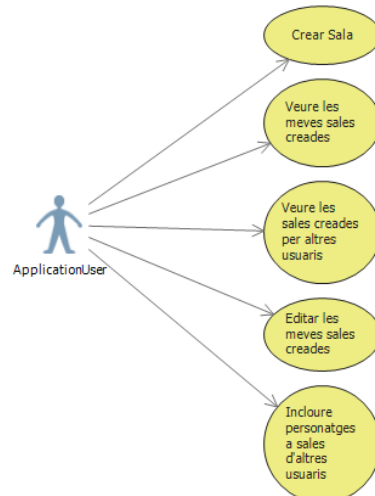 Crear Sala
Veure les
meves sales
creades
Veure les
sales creades
per altres
usuaris
ApplicationUser
Editar les
meves sales
creades
Incloure
personatges
a sales
d'altres
usuaris